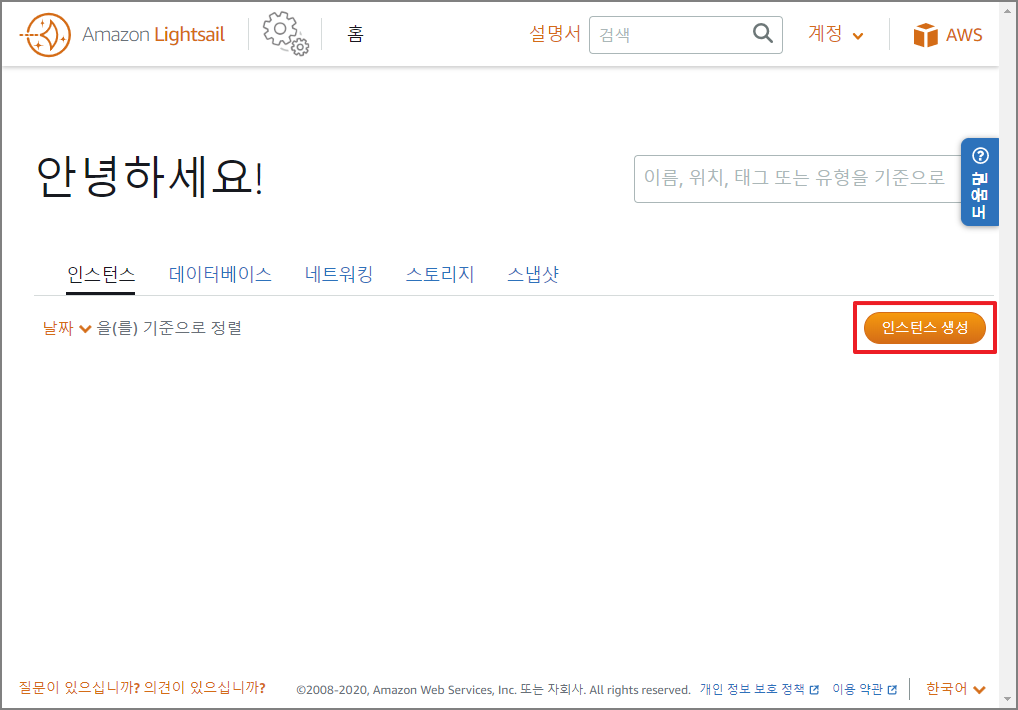 Amazon Lightsail
홈
설명서
검색
계정
AWS
안녕하세요!
이름, 위치, 태그 또는 유형을 기준으로
도움말
인스턴스 데이터베이스 네트워킹 스토리지 스냅샷
날짜 을(를) 기준으로 정렬
인스턴스 생성
질문이 있으십니까? 의견이 있으십니까?
©2008-2020, Amazon Web Services, Inc. 또는 자회사. All rights reserved.
개인 정보 보호 정책
이용 약관
한국어